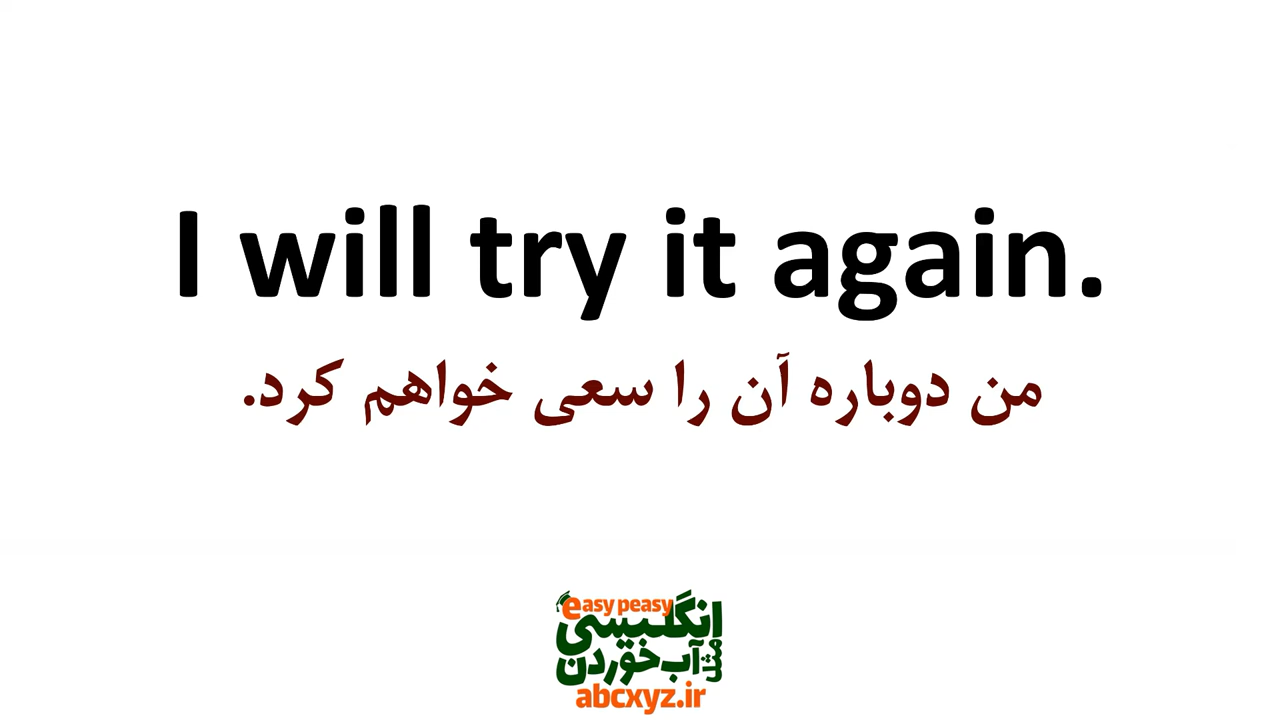 I will try it again.
من دوباره آن را سعی خواهم کرد.
easy peasy
انگلیسی
مثل آب خوردن
abcxyz.ir